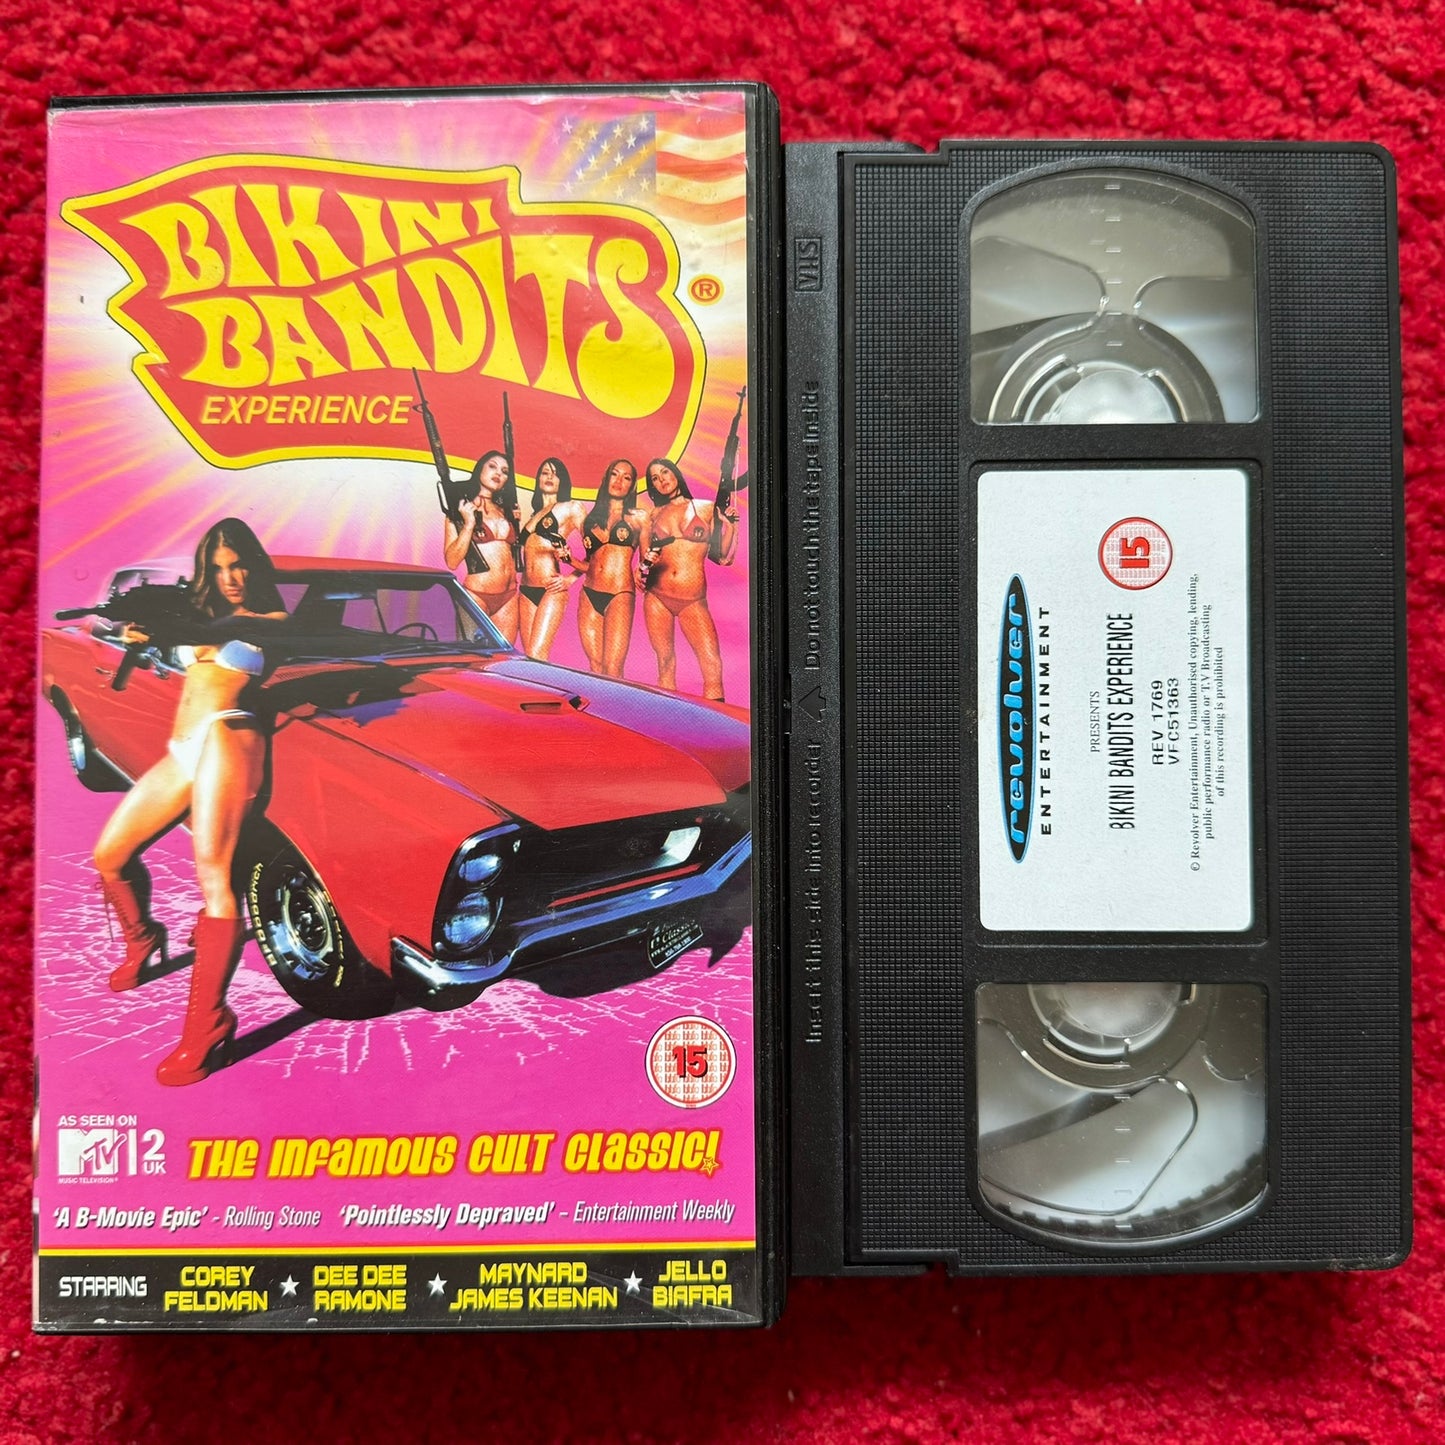 BIKINI
BANDITS
®
EXPERIENCE
15
AS SEEN ON
MTV 2
UK
MUSIC TELEVISION®
THE INFAMOUS CULT CLASSIC!
'A B-Movie Epic' - Rolling Stone 'Pointlessly Depraved' – Entertainment Weekly
STARRING
COREY
FELDMAN
DEE DEE
RAMONE
MAYNARD
JAMES KEENAN
JELLO
BIAFRA
VHS
Insert this side into recorder
Do not touch the tape inside
revolver
ENTERTAINMENT
PRESENTS
BIKINI BANDITS EXPERIENCE
15
REV 1769
VFC51363
© Revolver Entertainment, Unauthorised copying, lending,
public performance radio or T.V Broadcasting
of this recording is prohibited